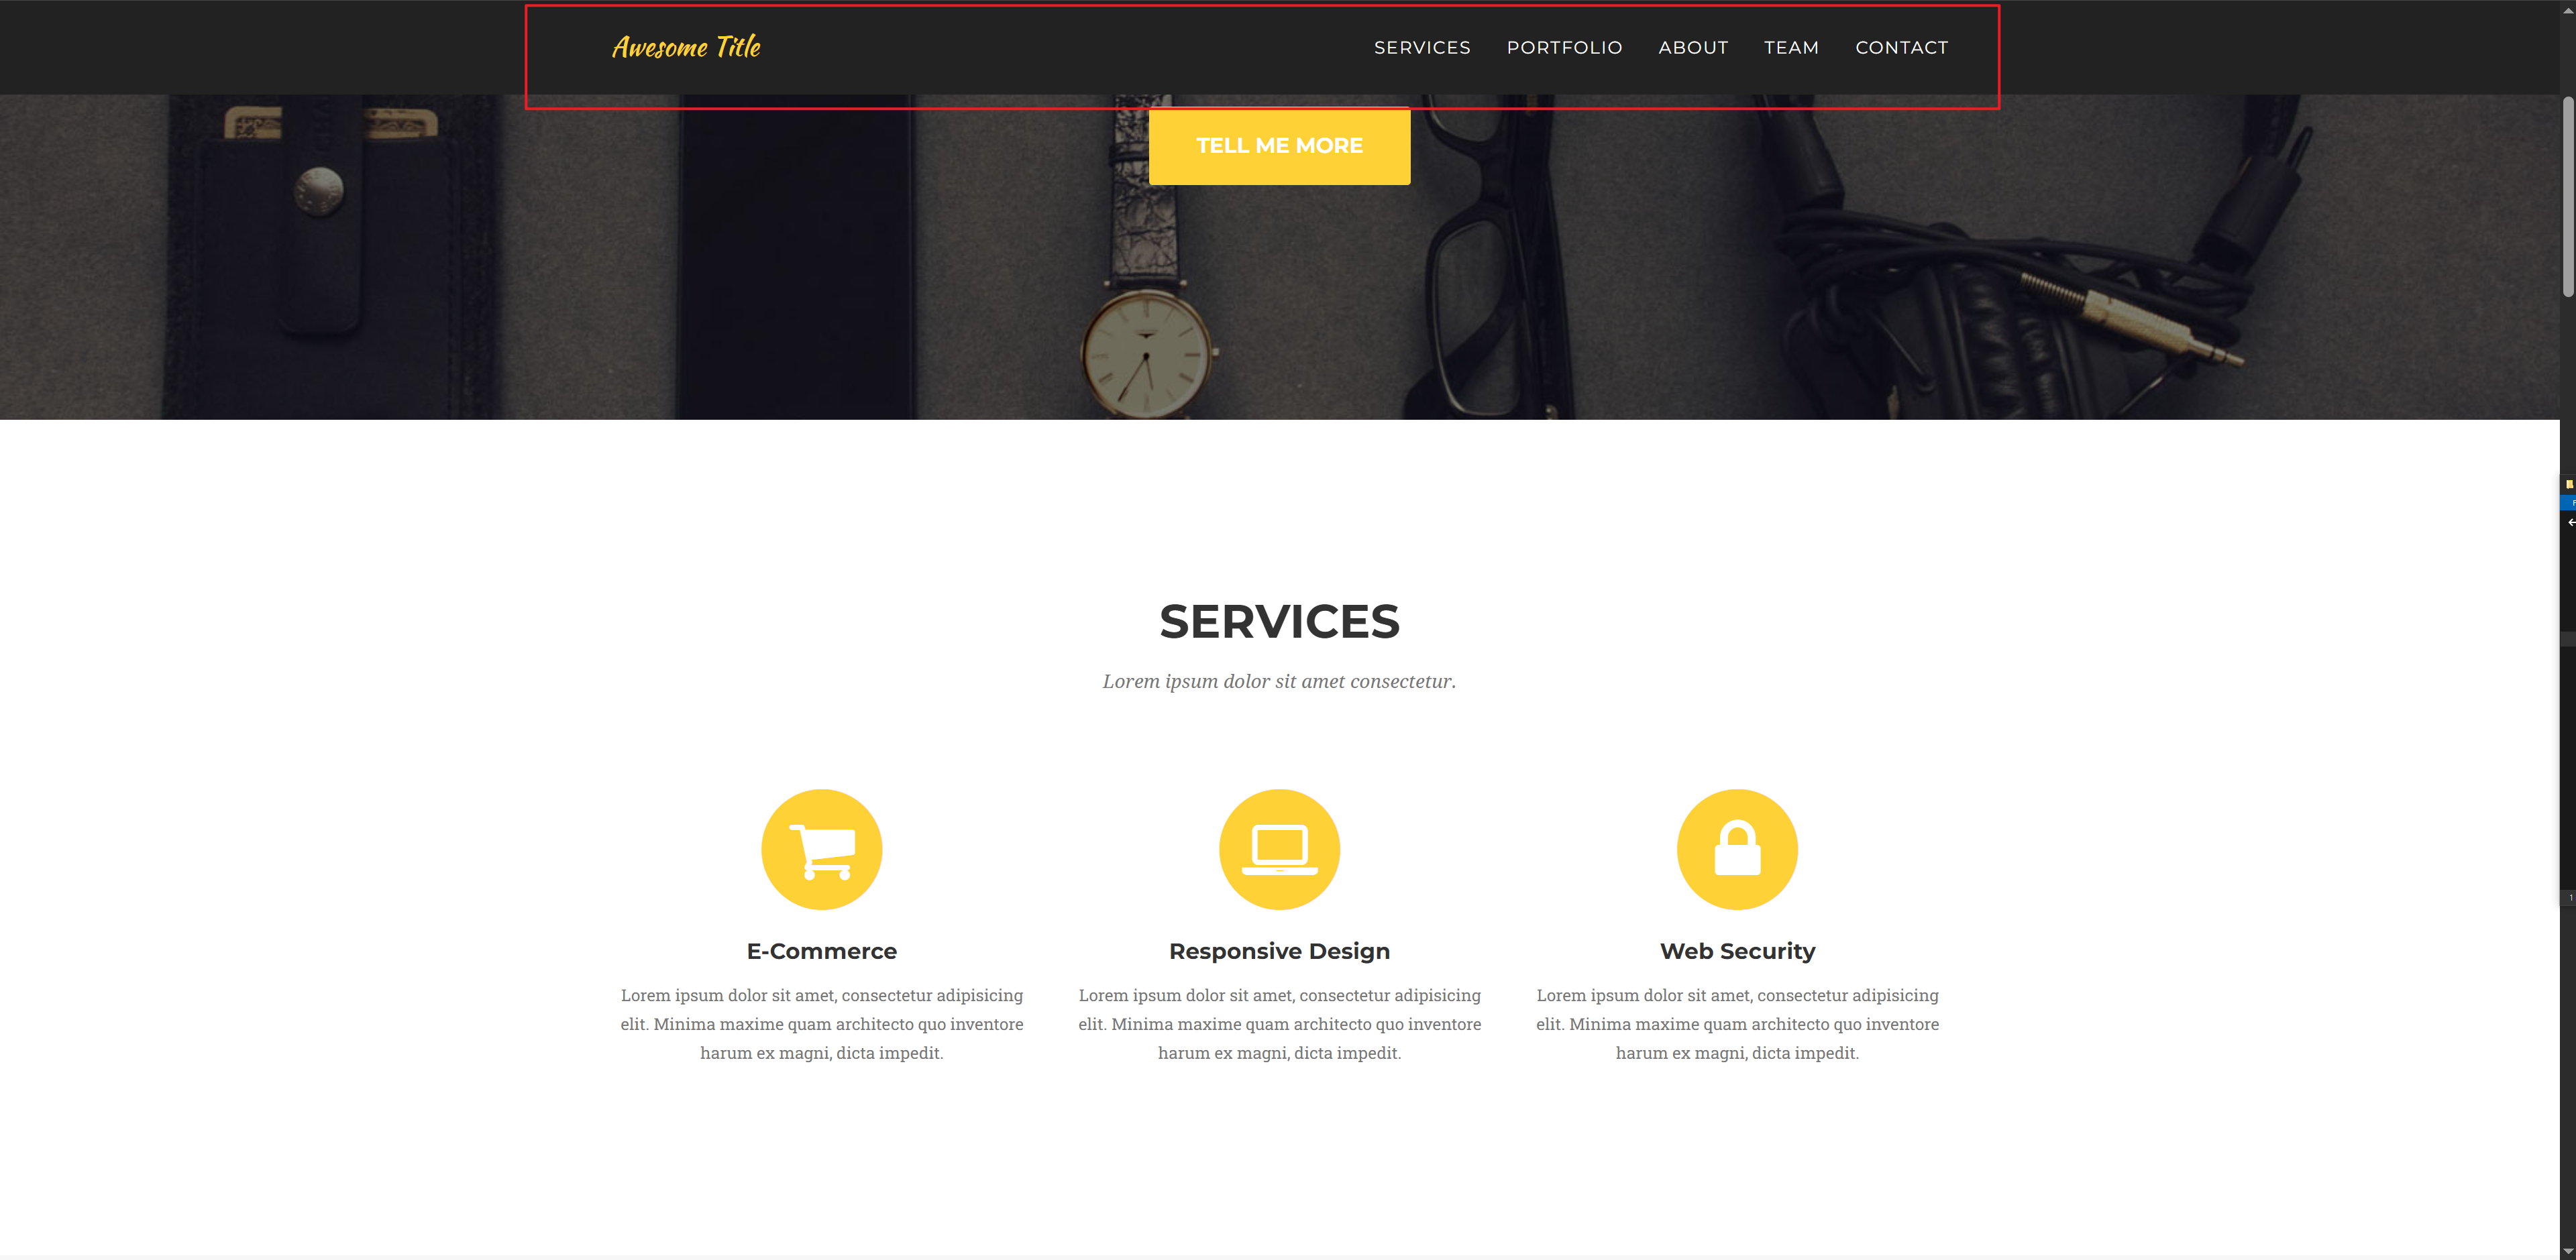 Awesome Title
SERVICES PORTFOLIO ABOUT TEAM CONTACT
TELL ME MORE
SERVICES
Lorem ipsum dolor sit amet consectetur.
E-Commerce
Lorem ipsum dolor sit amet, consectetur adipisicing
elit. Minima maxime quam architecto quo inventore
harum ex magni, dicta impedit.
Responsive Design
Lorem ipsum dolor sit amet, consectetur adipisicing
elit. Minima maxime quam architecto quo inventore
harum ex magni, dicta impedit.
Web Security
Lorem ipsum dolor sit amet, consectetur adipisicing
elit. Minima maxime quam architecto quo inventore
harum ex magni, dicta impedit.